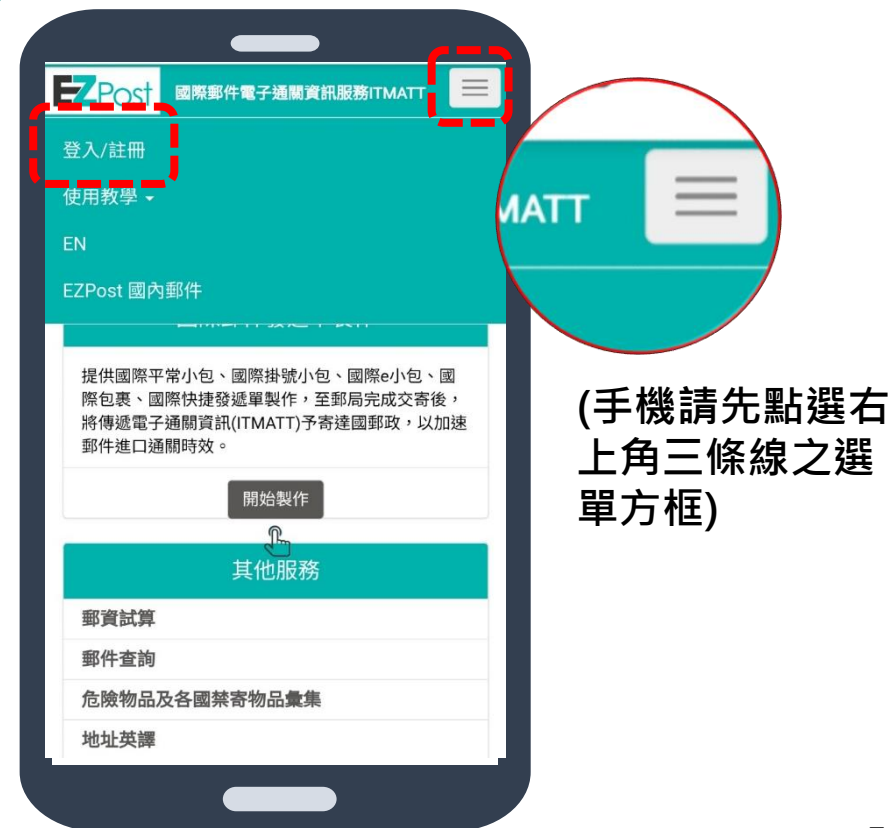 EZPost 國際郵件電子通關資訊服務ITMATT
登入/註冊
使用教學
EN
EZPost 國內郵件
提供國際平常小包、國際掛號小包、國際e小包、國
際包裹、國際快捷發遞單製作，至郵局完成交寄後，
將傳遞電子通關資訊(ITMATT)予寄達國郵政，以加速
郵件進口通關時效。
開始製作
其他服務
郵資試算
郵件查詢
危險物品及各國禁寄物品彙集
地址英譯
MATT
(手機請先點選右
上角三條線之選
單方框)